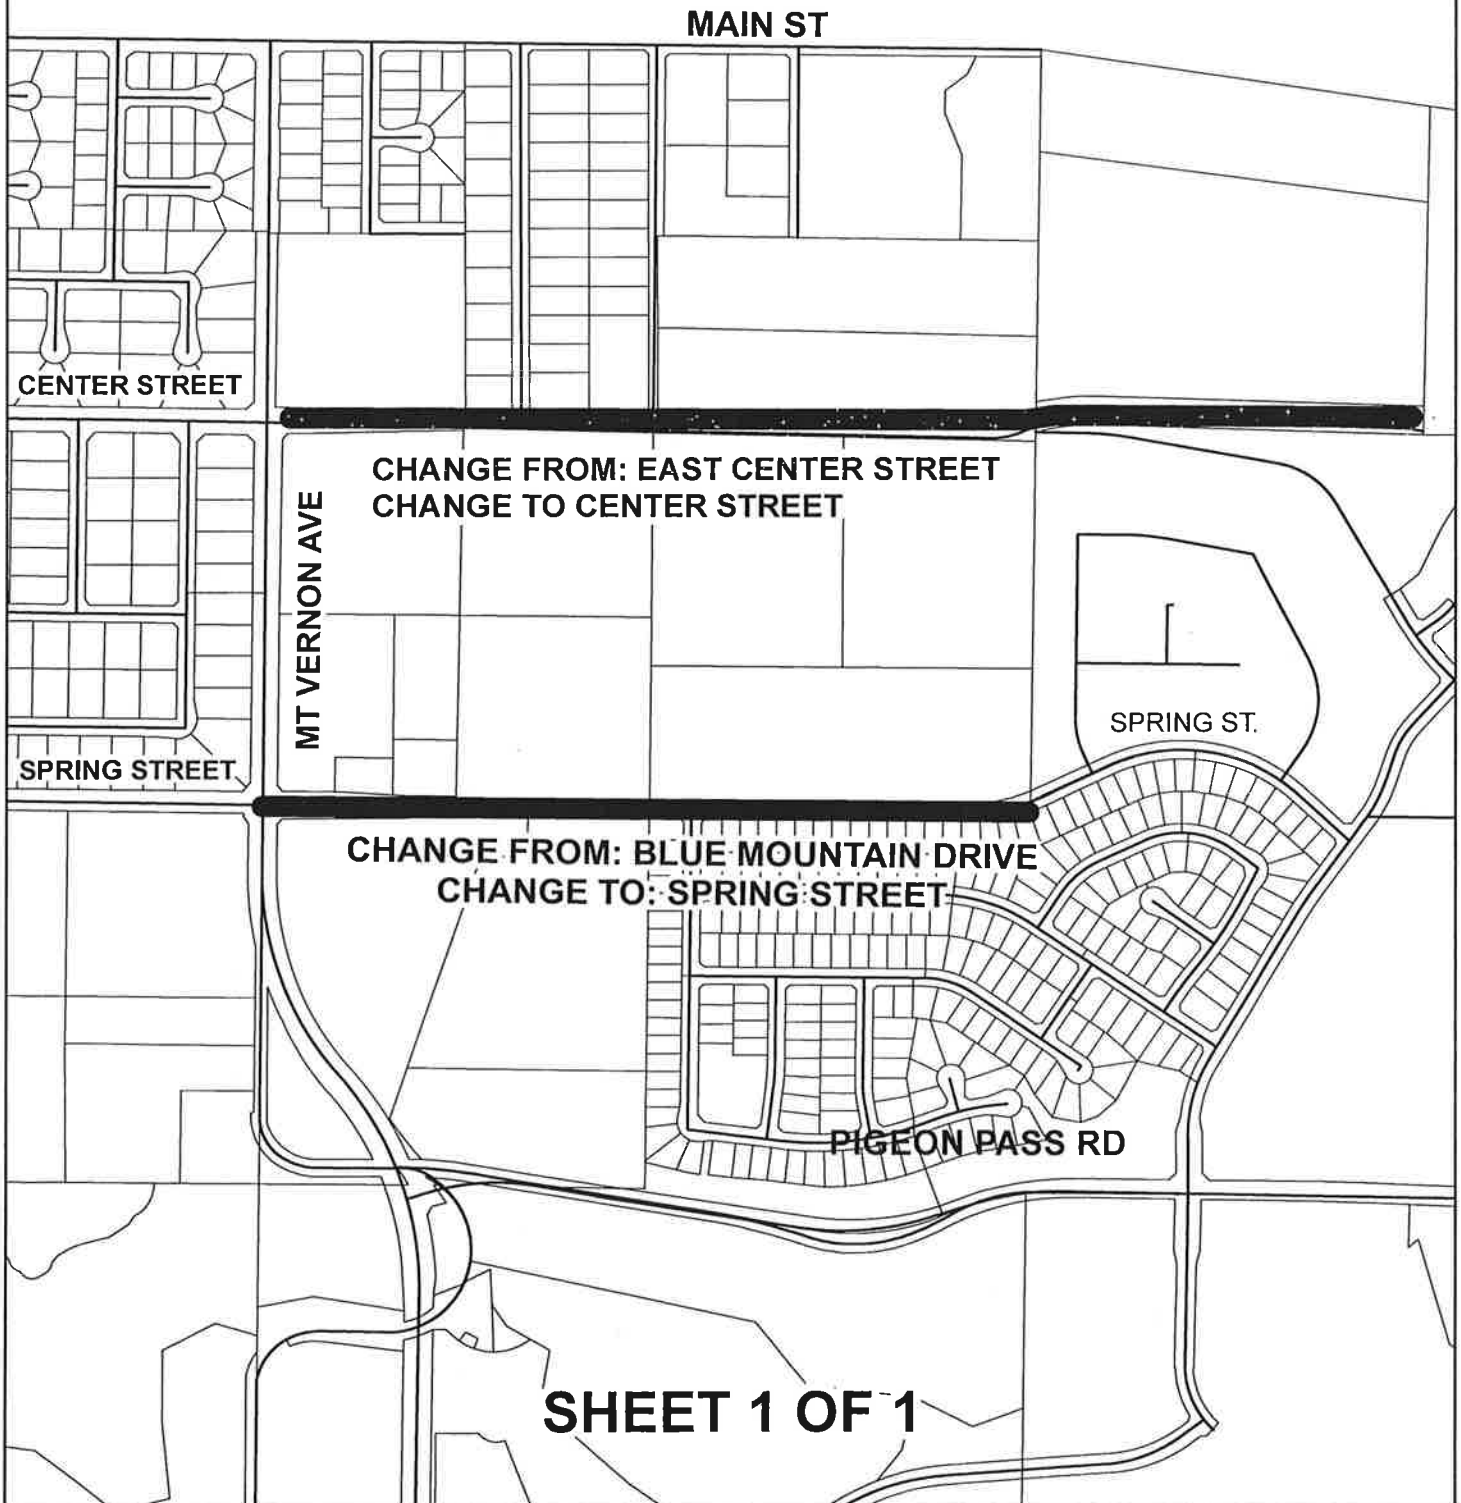 MAIN ST
CENTER STREET
CHANGE FROM: EAST CENTER STREET
CHANGE TO CENTER STREET
MT VERNON AVE
SPRING ST.
SPRING STREET
CHANGE FROM: BLUE MOUNTAIN DRIVE
CHANGE TO: SPRING STREET
PIGEON PASS RD
SHEET 1 OF 1